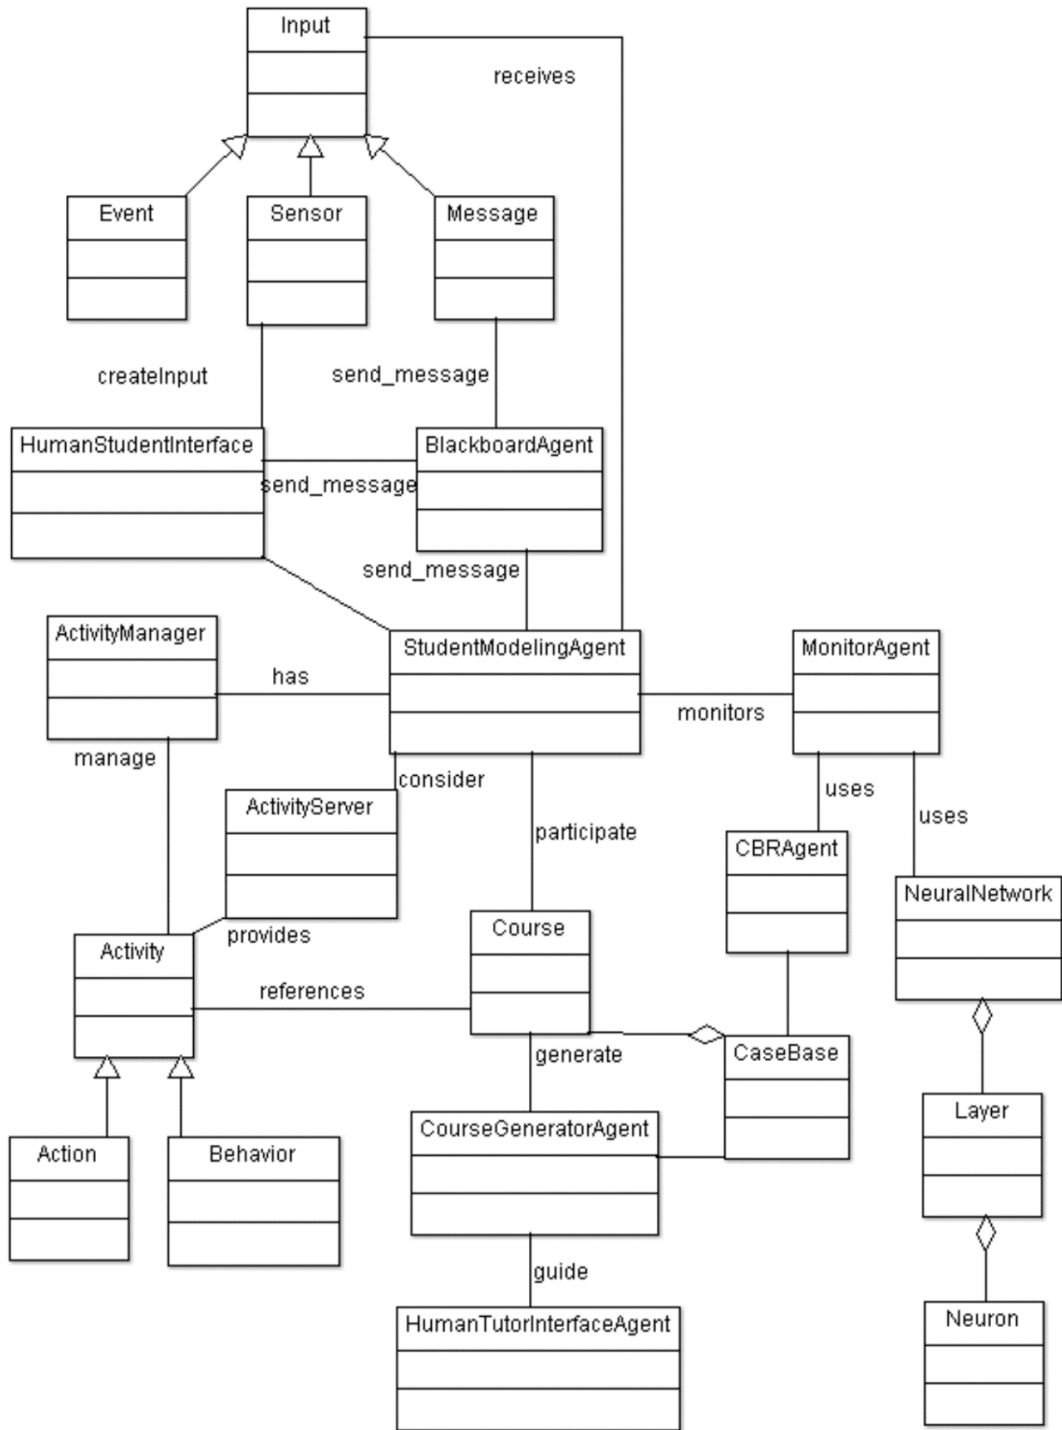 Input
receives
Event
Sensor
Message
createInput
send_message
HumanStudentInterface
BlackboardAgent
send_message
send_message
ActivityManager
StudentModelingAgent
MonitorAgent
has
monitors
manage
consider
uses
ActivityServer
uses
participate
CBRAgent
NeuralNetwork
Course
provides
Activity
references
generate
CaseBase
Layer
CourseGeneratorAgent
Action
Behavior
guide
HumanTutorInterfaceAgent
Neuron